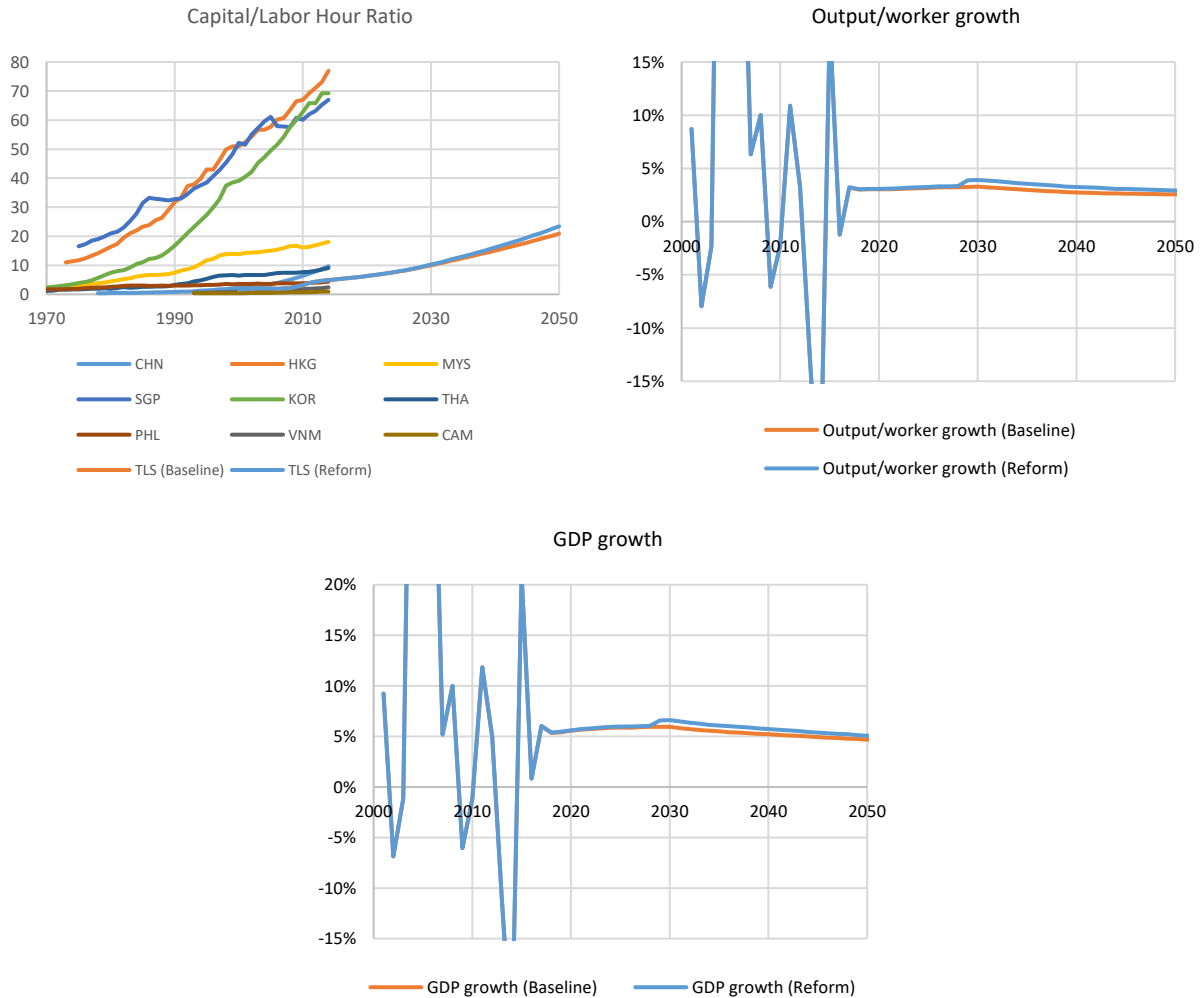 Capital/Labor Hour Ratio
80
70
60
50
40
30
20
10
0
1970 1990 2010 2030 2050
CHN HKG MYS
SGP KOR THA
PHL VNM CAM
TLS (Baseline) TLS (Reform)
Output/worker growth
15%
10%
5%
0%
2000 2010 2020 2030 2040 2050
-5%
-10%
-15%
Output/worker growth (Baseline)
Output/worker growth (Reform)
GDP growth
20%
15%
10%
5%
0%
2000 2010 2020 2030 2040 2050
-5%
-10%
-15%
GDP growth (Baseline) GDP growth (Reform)